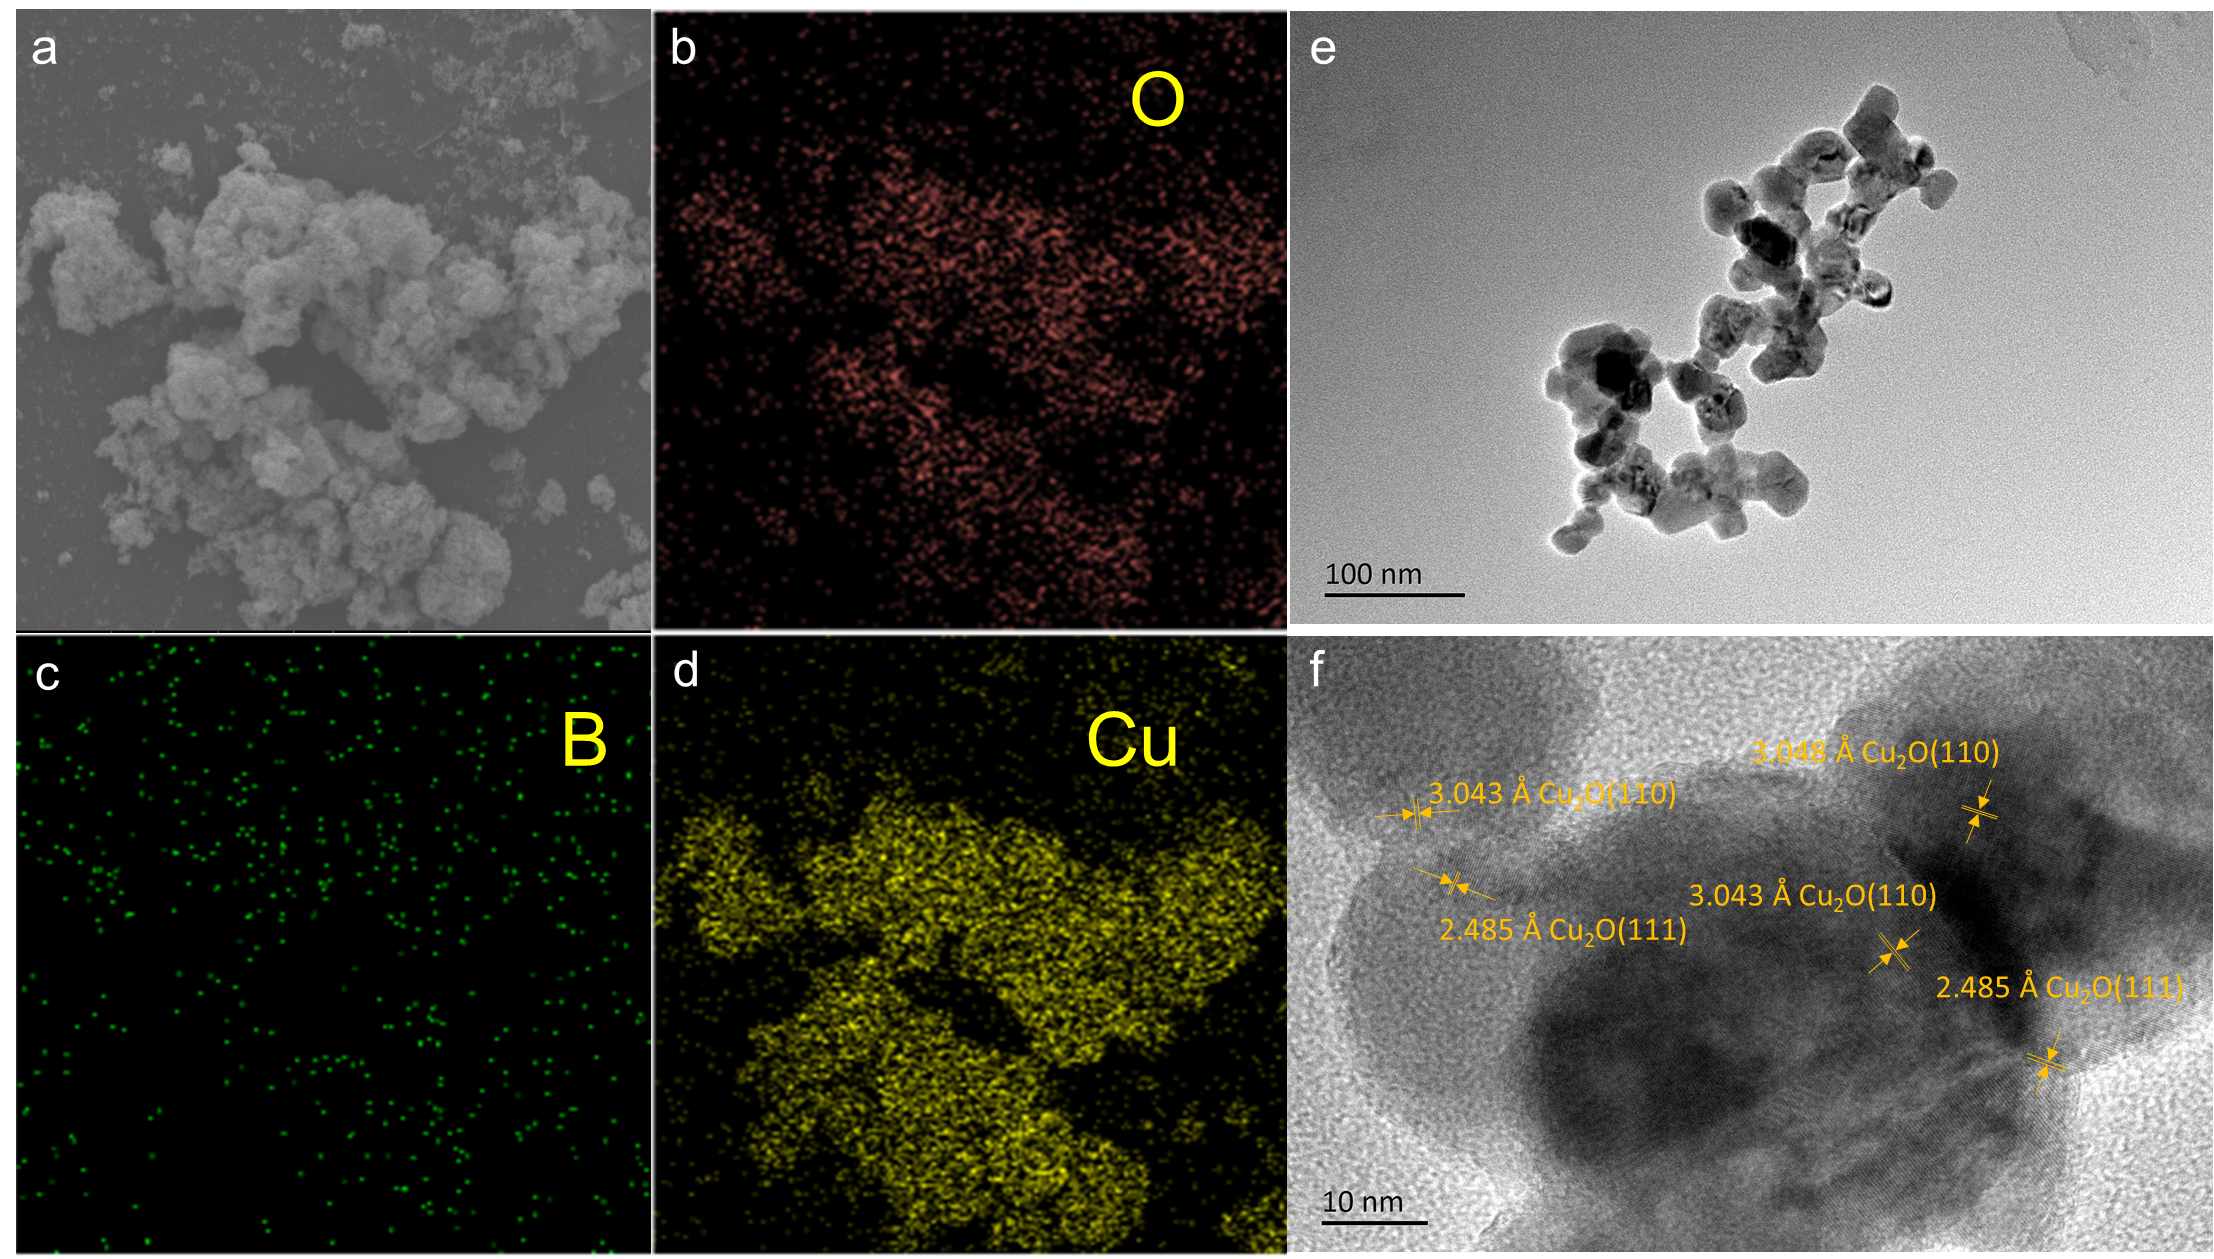 a
b
O
e
100 nm
c
B
d
Cu
f
3.048 Å Cu₂O(110)
3.043 Å Cu₂O(110)
3.043 Å Cu₂O(110)
2.485 Å Cu₂O(111)
2.485 Å Cu₂O(111)
10 nm